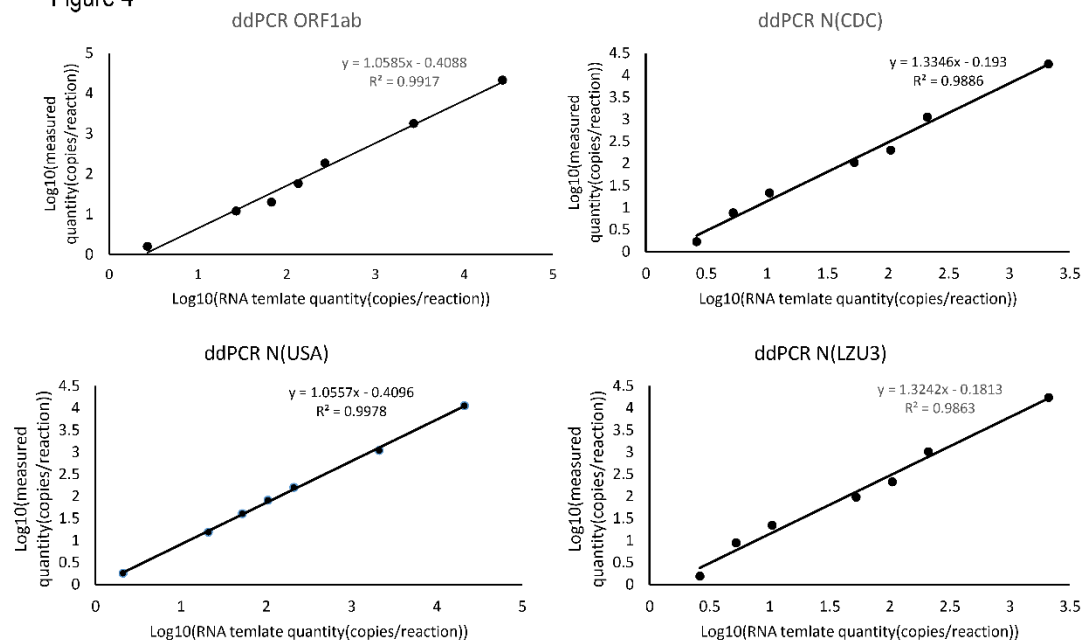 Figure 4
ddPCR ORF1ab
y = 1.0585x - 0.4088
R² = 0.9917
Log10(measured
quantity(copies/reaction))
5
4
3
2
1
0
0 1 2 3 4 5
Log10(RNA temlate quantity(copies/reaction))
ddPCR N(CDC)
y = 1.3346x - 0.193
R² = 0.9886
Log10(measured
quantity(copies/reaction))
4.5
4
3.5
3
2.5
2
1.5
1
0.5
0
0 0.5 1 1.5 2 2.5 3 3.5
Log10(RNA temlate quantity(copies/reaction))
ddPCR N(USA)
y = 1.0557x - 0.4096
R² = 0.9978
Log10(measured
quantity(copies/reaction))
4.5
4
3.5
3
2.5
2
1.5
1
0.5
0
0 1 2 3 4 5
Log10(RNA temlate quantity(copies/reaction))
ddPCR N(LZU3)
y = 1.3242x - 0.1813
R² = 0.9863
Log10(measured
quantity(copies/reaction))
4.5
4
3.5
3
2.5
2
1.5
1
0.5
0
0 0.5 1 1.5 2 2.5 3 3.5
Log10(RNA temlate quantity(copies/reaction))